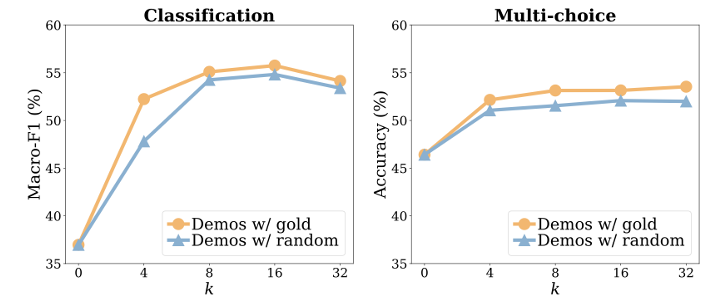 Classification
60
55
50
45
40
35
Macro-F1 (%)
0 4 8 16 32
k
Demos w/ gold
Demos w/ random
Multi-choice
60
55
50
45
40
35
Accuracy (%)
0 4 8 16 32
k
Demos w/ gold
Demos w/ random